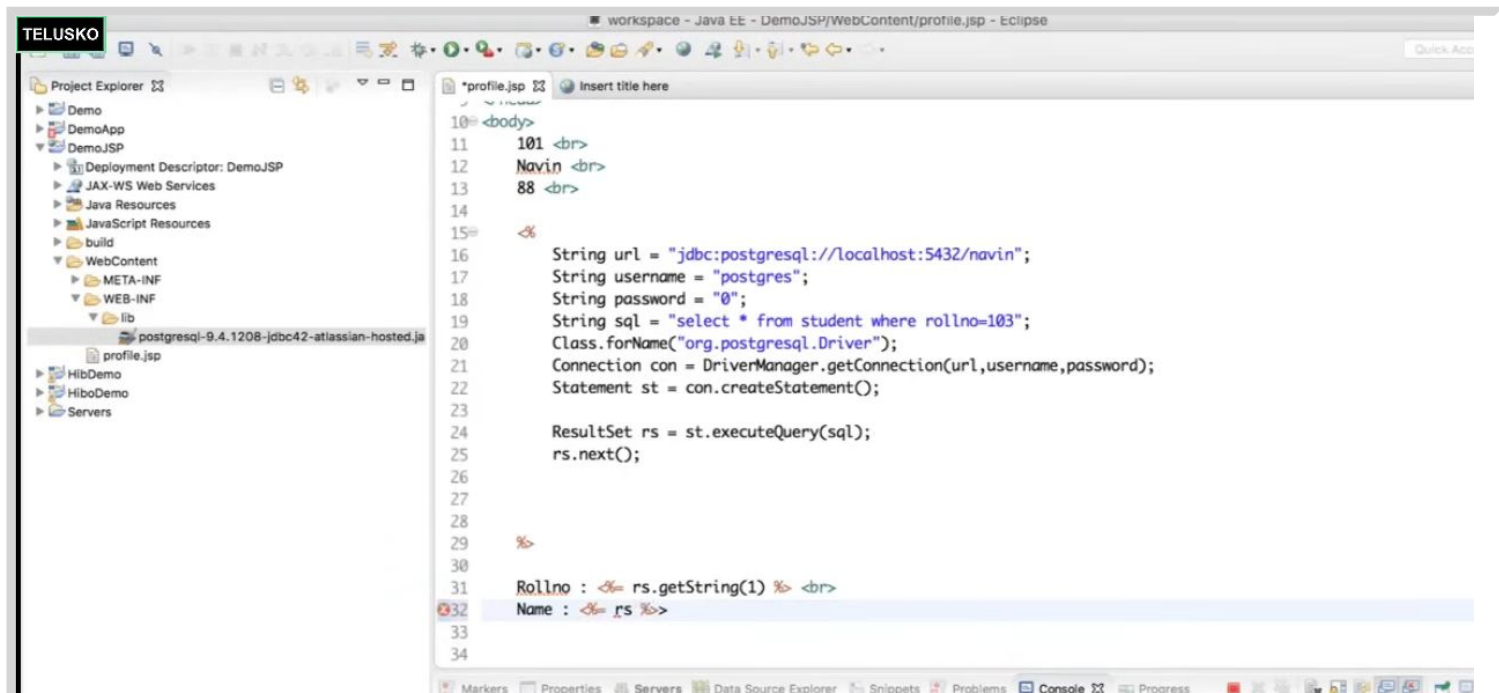 workspace - Java EE - DemoJSP/WebContent/profile.jsp - Eclipse
TELUSKO
Quick Acc
Project Explorer
Demo
DemoApp
DemoJSP
Deployment Descriptor: DemoJSP
JAX-WS Web Services
Java Resources
JavaScript Resources
build
WebContent
META-INF
WEB-INF
lib
postgresql-9.4.1208-jdbc42-atlassian-hosted.ja
profile.jsp
HibDemo
HiboDemo
Servers
*profile.jsp Insert title here
10 <body>
11 101 <br>
12 Navin <br>
13 88 <br>
14
15 <%
16 String url = "jdbc:postgresql://localhost:5432/navin";
17 String username = "postgres";
18 String password = "0";
19 String sql = "select * from student where rollno=103";
20 Class.forName("org.postgresql.Driver");
21 Connection con = DriverManager.getConnection(url,username,password);
22 Statement st = con.createStatement();
23
24 ResultSet rs = st.executeQuery(sql);
25 rs.next();
26
27
28
29 %>
30
31 Rollno : <%= rs.getString(1) %> <br>
32 Name : <%= rs %>>
33
34
Markers Properties Servers Data Source Explorer Snippets Problems Console Progress